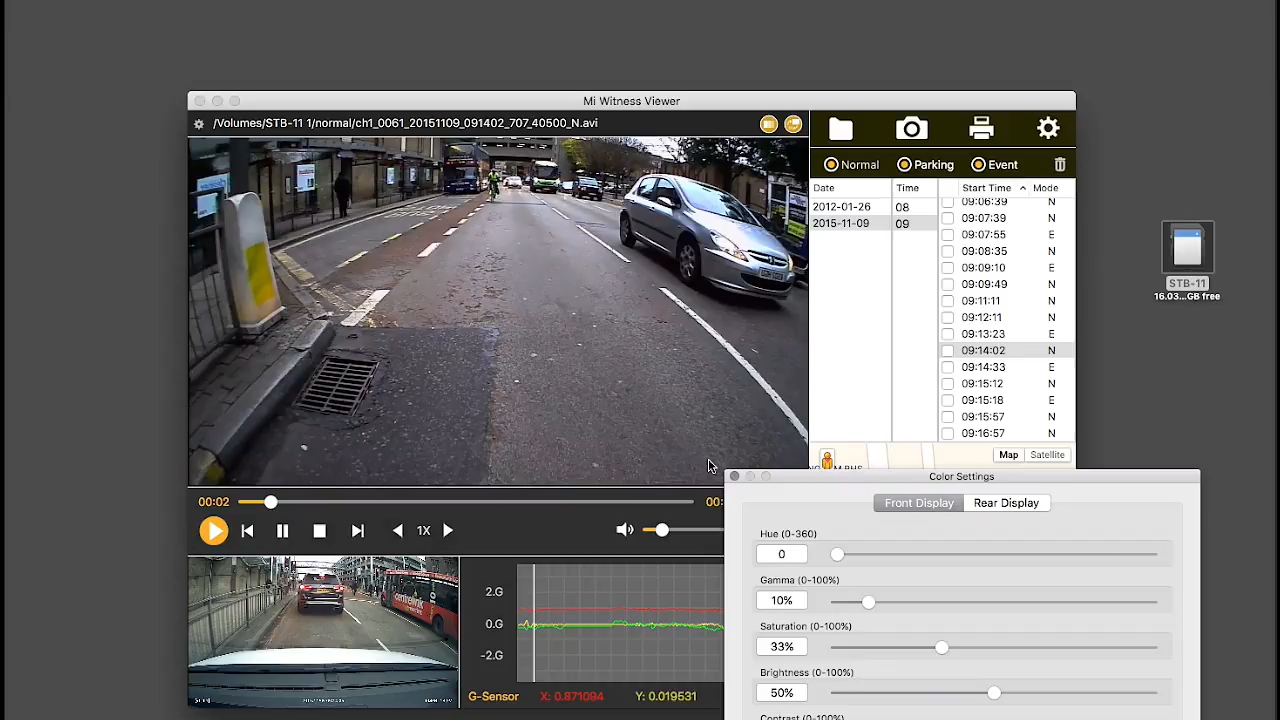 Mi Witness Viewer
/Volumes/STB-11 1/normal/ch1_0061_20151109_091402_707_40500_N.avi
Normal Parking Event
Date Time Start Time Mode
2012-01-26 08
2015-11-09 09
09:06:39 N
09:07:39 N
09:07:55 E
09:08:35 N
09:09:10 E
09:09:49 N
09:11:11 N
09:12:11 N
09:13:23 E
09:14:02 N
09:14:33 E
09:15:12 N
09:15:18 E
09:15:57 N
09:16:57 N
STB-11
16.03...GB free
Map Satellite
Color Settings
Front Display Rear Display
00:02 00:
1X
Hue (0-360)
0
Gamma (0-100%)
10%
Saturation (0-100%)
33%
Brightness (0-100%)
50%
Contrast (0-100%)
2.G
0.G
-2.G
G-Sensor X: 0.871094 Y: 0.019531